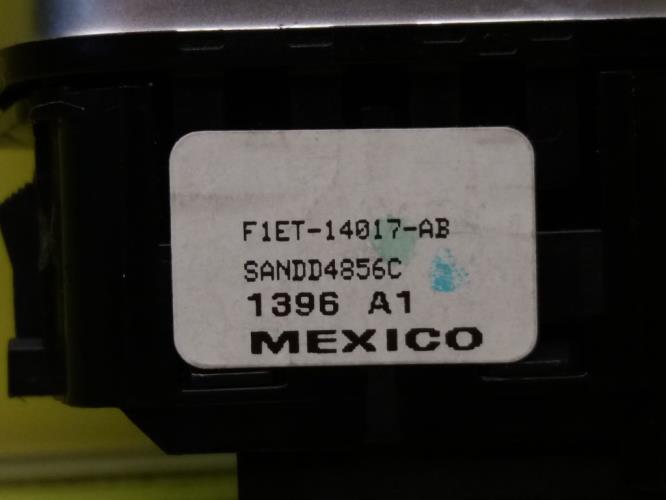 F1ET-14017-AB
SANDD4856C
1396 A1
MEXICO